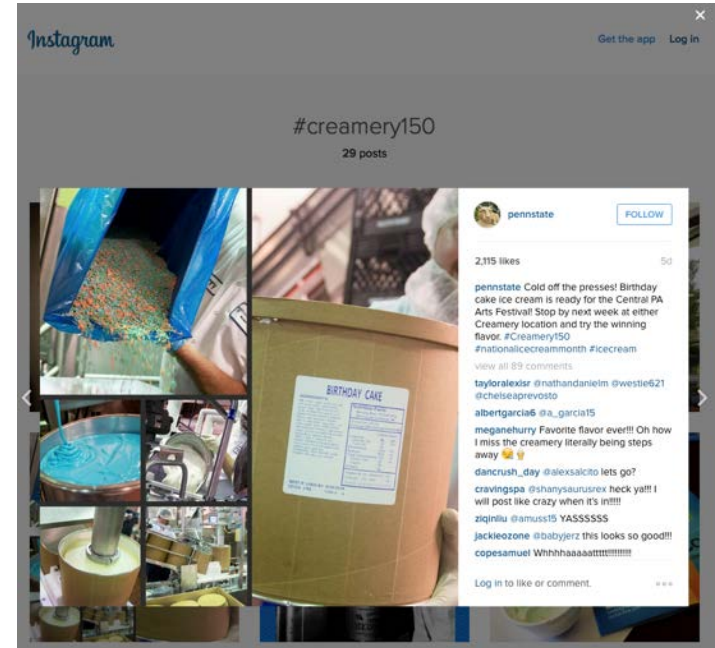 Instagram
Get the app Log in
#creamery150
29 posts
pennstate FOLLOW
2,115 likes 5d
pennstate Cold off the presses! Birthday
cake ice cream is ready for the Central PA
Arts Festival! Stop by next week at either
Creamery location and try the winning
flavor. #Creamery150
#nationalicecreammonth #icecream
view all 89 comments
tayloralexisr @nathandanielm @westie621
@chelseaprevosto
albertgarcia6 @a_garcia15
meganehurry Favorite flavor ever!!! Oh how
I miss the creamery literally being steps
away 😪🍦
dancrush_day @alexsalcito lets go?
cravingspa @shanysaurusrex heck ya!!! I
will post like crazy when it's in!!!!!
ziqinliu @amuss15 YASSSSSS
jackieozone @babyjerz this looks so good!!!
copesamuel Whhhhaaaaattttt!!!!!!!!!!
Log in to like or comment.
BIRTHDAY CAKE